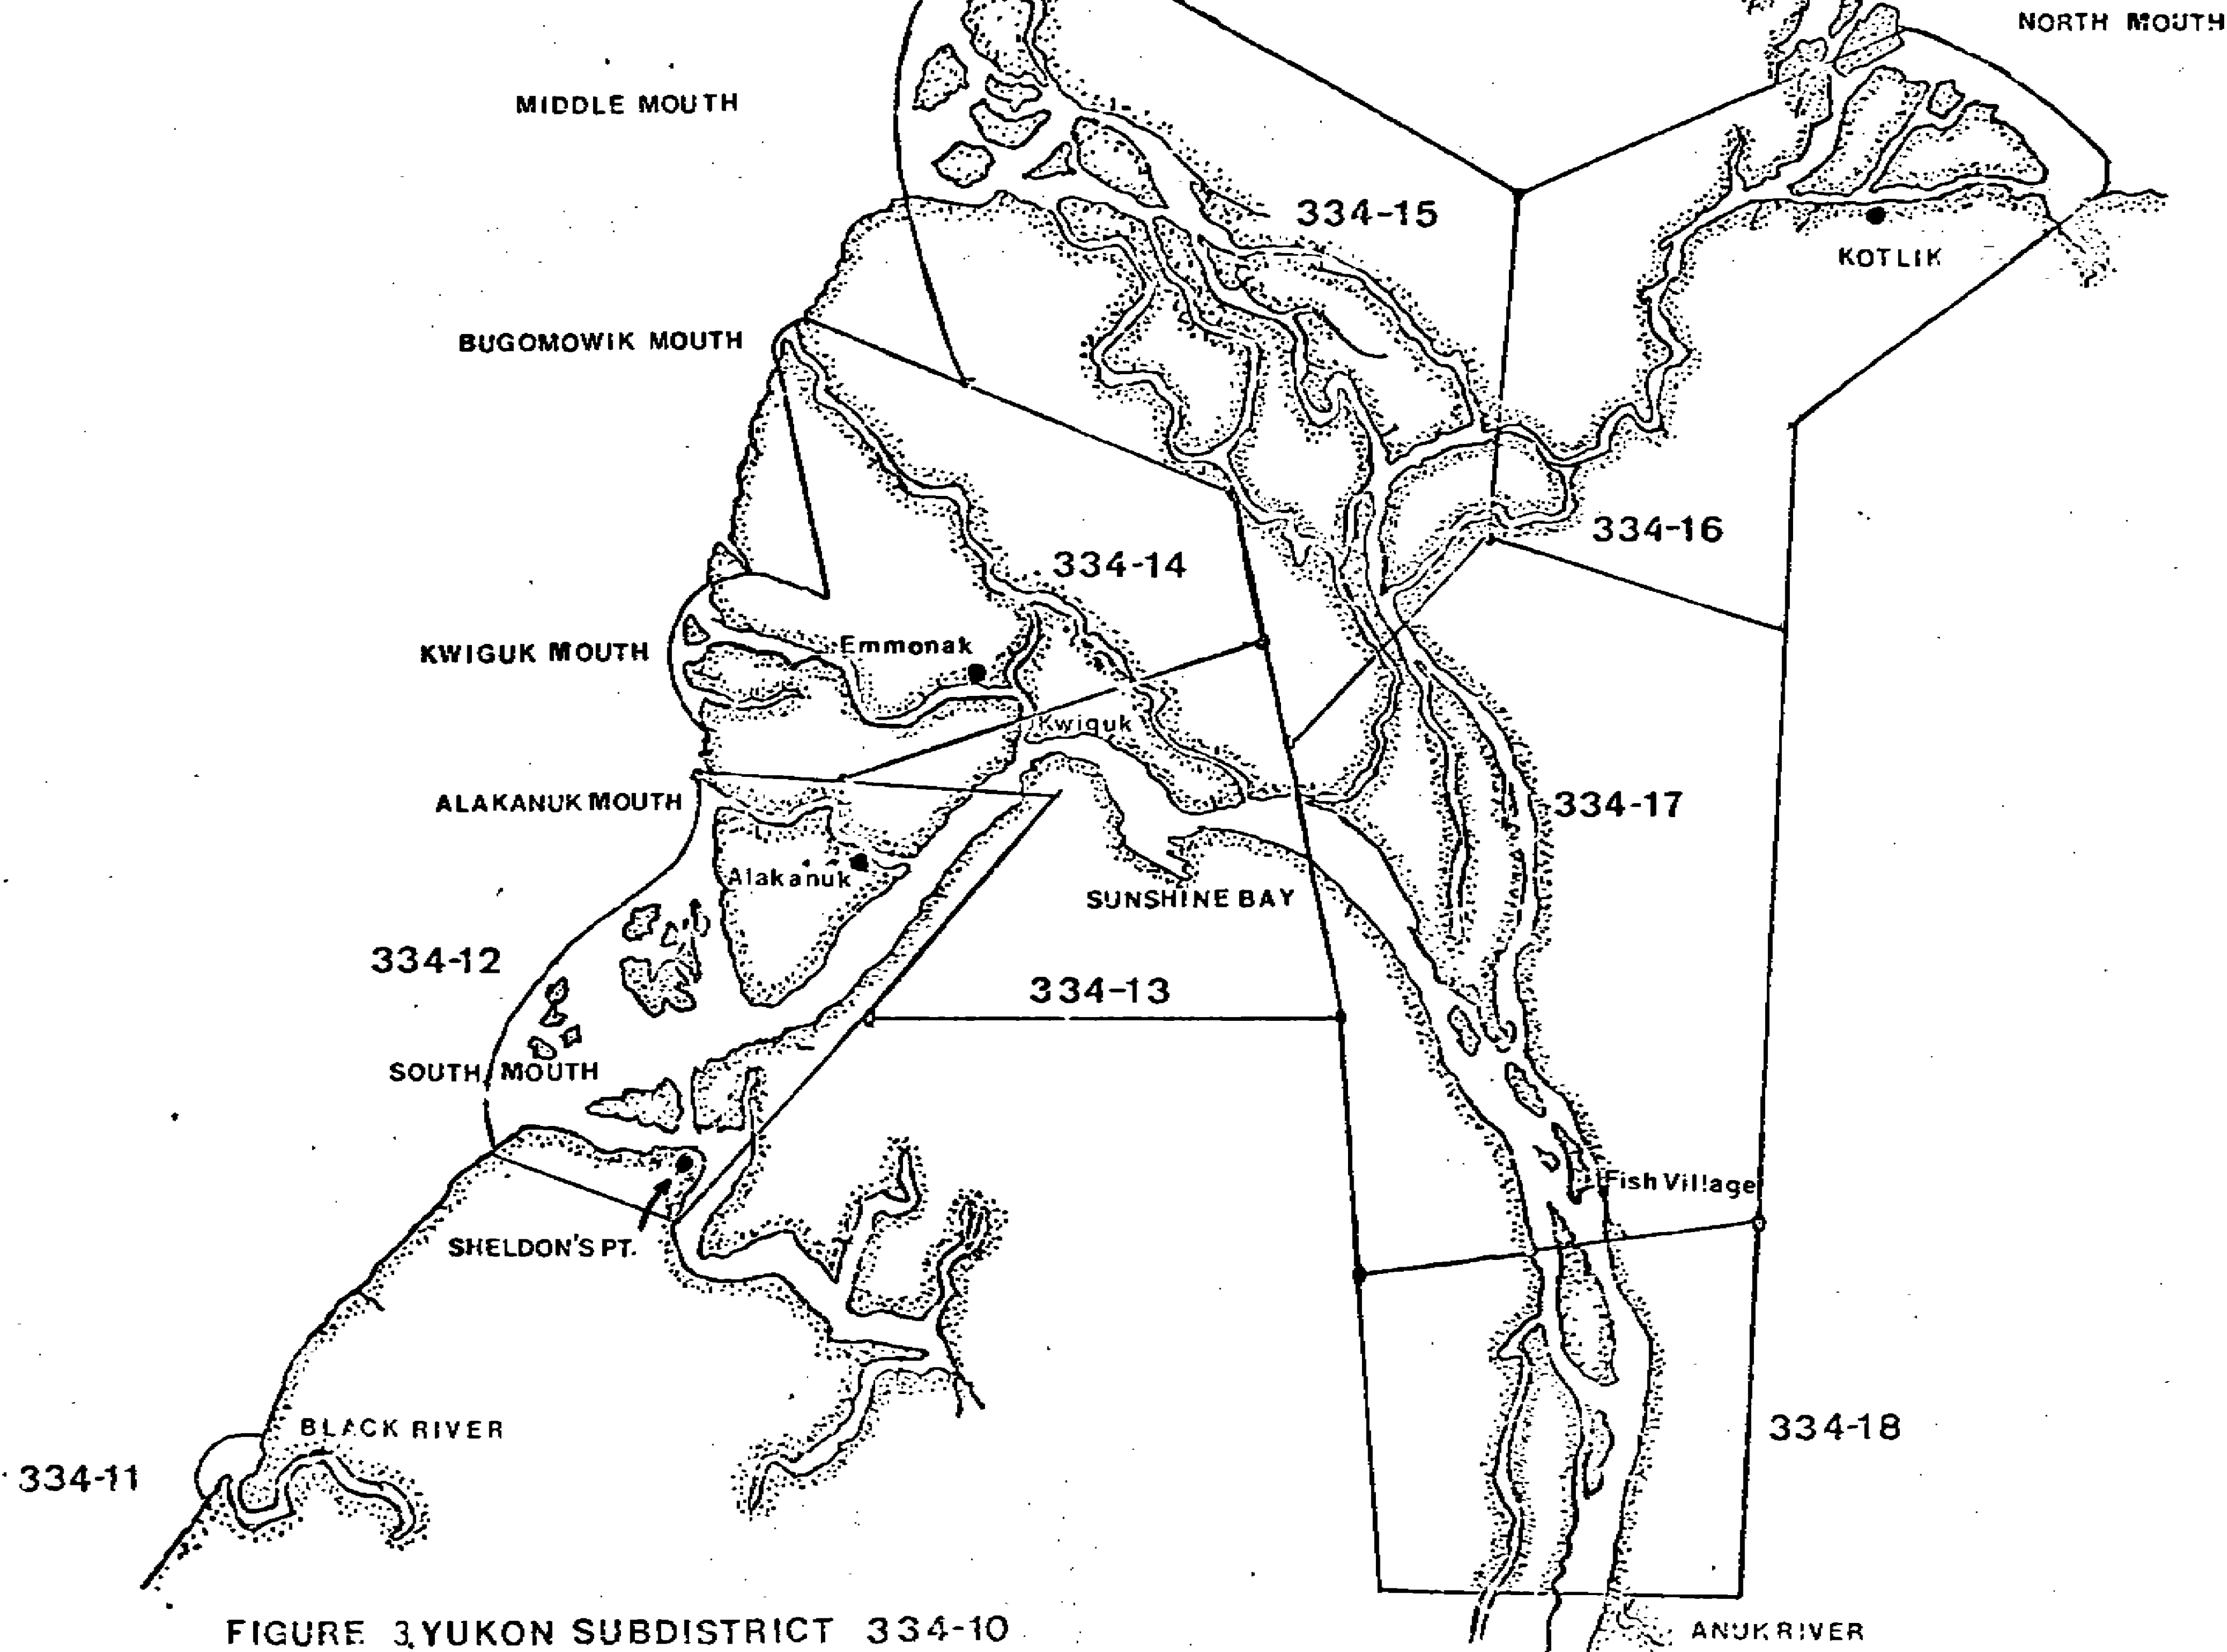 NORTH MOUTH
MIDDLE MOUTH
334-15
KOTLIK
BUGOMOWIK MOUTH
334-16
334-14
KWIGUK MOUTH
Emmonak
Kwiguk
ALAKANUK MOUTH
334-17
Alakanuk
SUNSHINE BAY
334-12
334-13
SOUTH MOUTH
Fish Village
SHELDON'S PT.
BLACK RIVER
334-18
334-11
FIGURE 3. YUKON SUBDISTRICT 334-10
ANUK RIVER